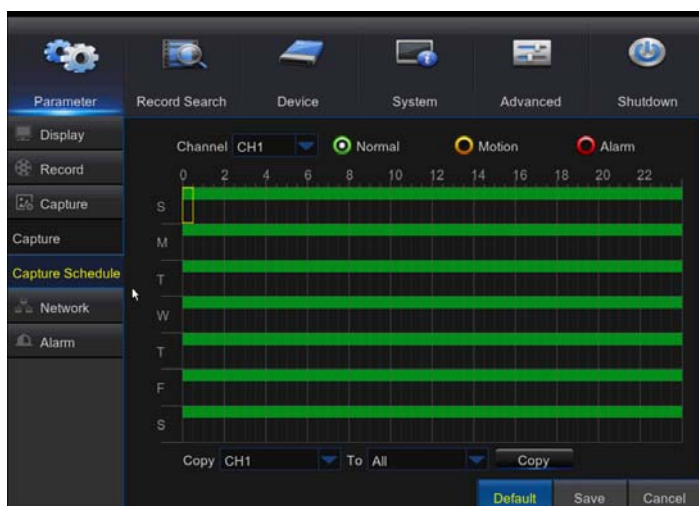 Parameter Record Search Device System Advanced Shutdown
Display
Record
Capture
Capture
Capture Schedule
Network
Alarm
Channel CH1 Normal Motion Alarm
0 2 4 6 8 10 12 14 16 18 20 22
S
M
T
W
T
F
S
Copy CH1 To All Copy
Default Save Cancel